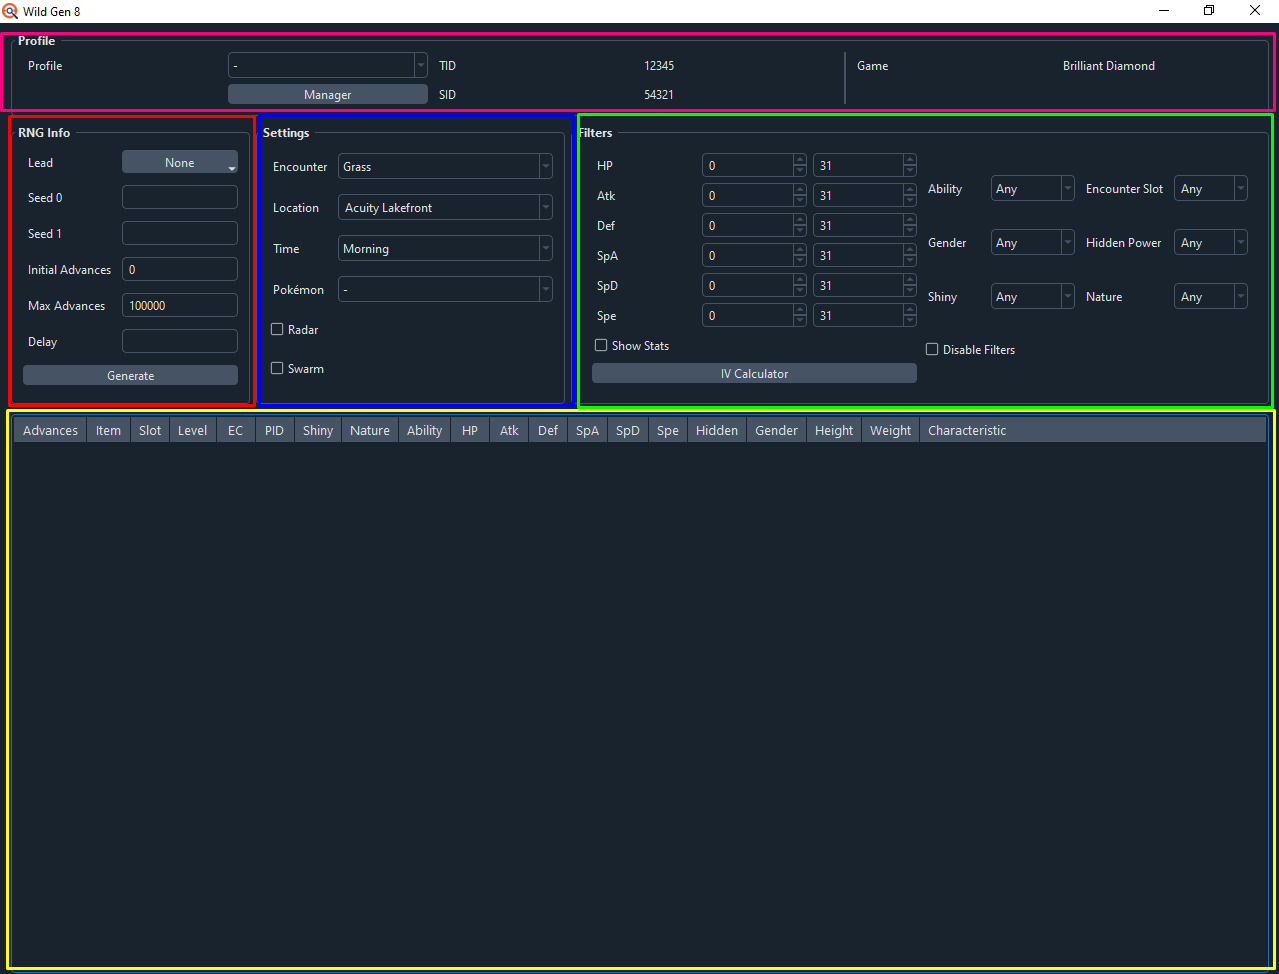 Wild Gen 8
Profile
Profile - TID 12345 Game Brilliant Diamond
Manager SID 54321
RNG Info
Lead None
Seed 0
Seed 1
Initial Advances 0
Max Advances 100000
Delay
Generate
Settings
Encounter Grass
Location Acuity Lakefront
Time Morning
Pokémon -
Radar
Swarm
Filters
HP 0 31
Atk 0 31
Def 0 31
SpA 0 31
SpD 0 31
Spe 0 31
Show Stats
IV Calculator
Ability Any Encounter Slot Any
Gender Any Hidden Power Any
Shiny Any Nature Any
Disable Filters
Advances Item Slot Level EC PID Shiny Nature Ability HP Atk Def SpA SpD Spe Hidden Gender Height Weight Characteristic